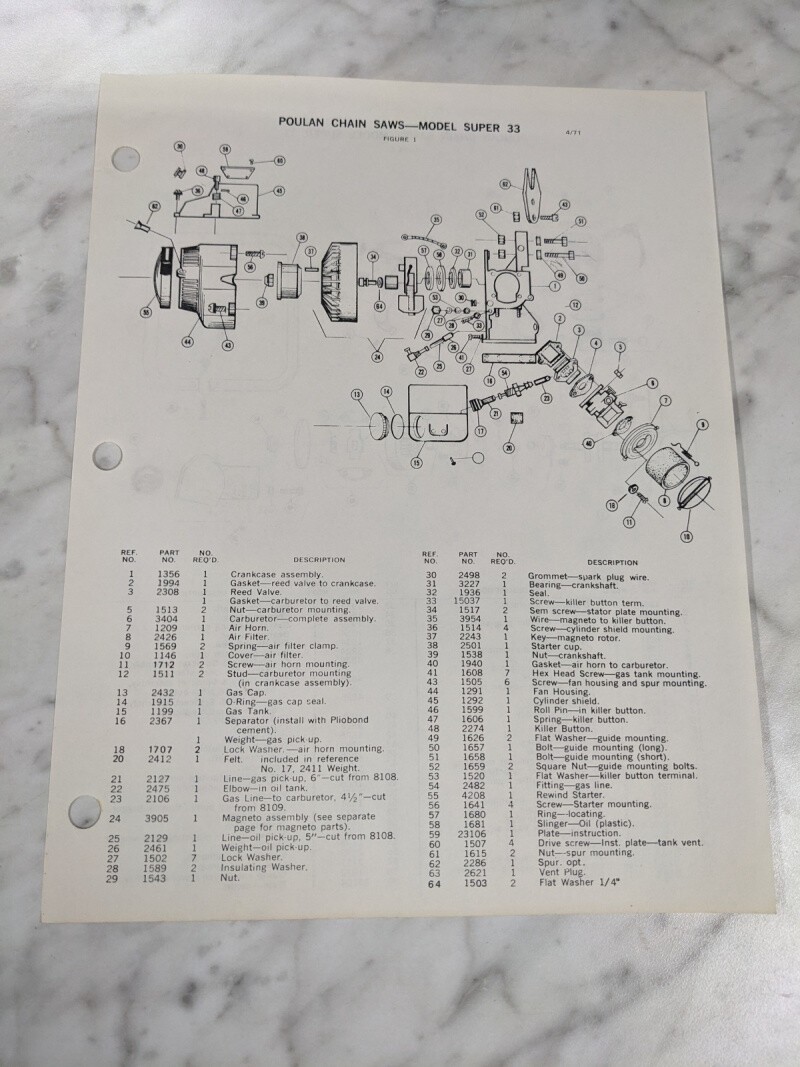 POULAN CHAIN SAWS—MODEL SUPER 33
4/71
FIGURE 1
REF. NO. PART NO. NO. REQ'D. DESCRIPTION
1 1356 1 Crankcase assembly.
2 1994 1 Gasket—reed valve to crankcase.
3 2308 1 Reed Valve.
1 Gasket—carburetor to reed valve.
5 1513 2 Nut—carburetor mounting.
6 3404 1 Carburetor—complete assembly.
7 1209 1 Air Horn.
8 2426 1 Air Filter.
9 1569 2 Spring—air filter clamp.
10 1146 1 Cover—air filter.
11 1712 2 Screw—air horn mounting.
12 1511 2 Stud—carburetor mounting
(in crankcase assembly).
13 2432 1 Gas Cap.
14 1915 1 O-Ring—gas cap seal.
15 1199 1 Gas Tank.
16 2367 1 Separator (install with Pliobond
cement).
1 Weight—gas pick-up.
18 1707 2 Lock Washer.—air horn mounting.
20 2412 1 Felt. included in reference
No. 17, 2411 Weight.
21 2127 1 Line—gas pick-up, 6"—cut from 8108.
22 2475 1 Elbow—in oil tank.
23 2106 1 Gas Line—to carburetor, 4½"—cut
from 8109.
24 3905 1 Magneto assembly (see separate
page for magneto parts).
25 2129 1 Line—oil pick-up, 5"—cut from 8108.
26 2461 1 Weight—oil pick-up.
27 1502 7 Lock Washer.
28 1589 2 Insulating Washer.
29 1543 1 Nut.
REF. NO. PART NO. NO. REQ'D. DESCRIPTION
30 2498 2 Grommet—spark plug wire.
31 3227 1 Bearing—crankshaft.
32 1936 1 Seal.
33 15037 1 Screw—killer button term.
34 1517 2 Sem screw—stator plate mounting.
35 3954 1 Wire—magneto to killer button.
36 1514 4 Screw—cylinder shield mounting.
37 2243 1 Key—magneto rotor.
38 2501 1 Starter cup.
39 1538 1 Nut—crankshaft.
40 1940 1 Gasket—air horn to carburetor.
41 1608 7 Hex Head Screw—gas tank mounting.
43 1505 6 Screw—fan housing and spur mounting.
44 1291 1 Fan Housing.
45 1292 1 Cylinder shield.
46 1599 1 Roll Pin—in killer button.
47 1606 1 Spring—killer button.
48 2274 1 Killer Button.
49 1626 2 Flat Washer—guide mounting.
50 1657 1 Bolt—guide mounting (long).
51 1658 1 Bolt—guide mounting (short).
52 1659 2 Square Nut—guide mounting bolts.
53 1520 1 Flat Washer—killer button terminal.
54 2482 1 Fitting—gas line.
55 4208 1 Rewind Starter.
56 1641 4 Screw—Starter mounting.
57 1680 1 Ring—locating.
58 1681 1 Slinger—Oil (plastic).
59 23106 1 Plate—instruction.
60 1507 4 Drive screw—Inst. plate—tank vent.
61 1615 2 Nut—spur mounting.
62 2286 1 Spur. opt.
63 2621 1 Vent Plug.
64 1503 2 Flat Washer 1/4"